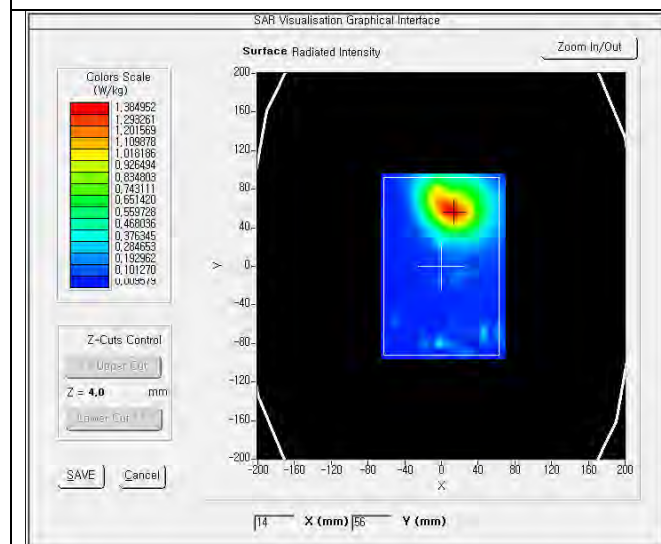 SAR Visualisation Graphical Interface
Surface Radiated Intensity
Zoom In/Out
Colors Scale
(W/kg)
1.384952
1.293261
1.201569
1.109878
1.018186
0.926494
0.834803
0.743111
0.651420
0.559728
0.468036
0.376345
0.284653
0.192962
0.101270
0.009579
200-
160-
120-
80-
40-
0-
-40-
-80-
-120-
-160-
-200-
Y
-200 -160 -120 -80 -40 0 40 80 120 160 200
X
Z-Cuts Control
Upper Cut
Z = 4.0 mm
Lower Cut
SAVE Cancel
14 X (mm) 56 Y (mm)